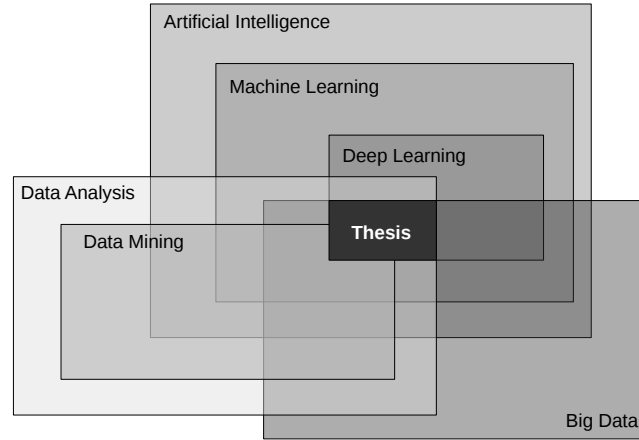 Artificial Intelligence
Machine Learning
Deep Learning
Data Analysis
Data Mining
Thesis
Big Data